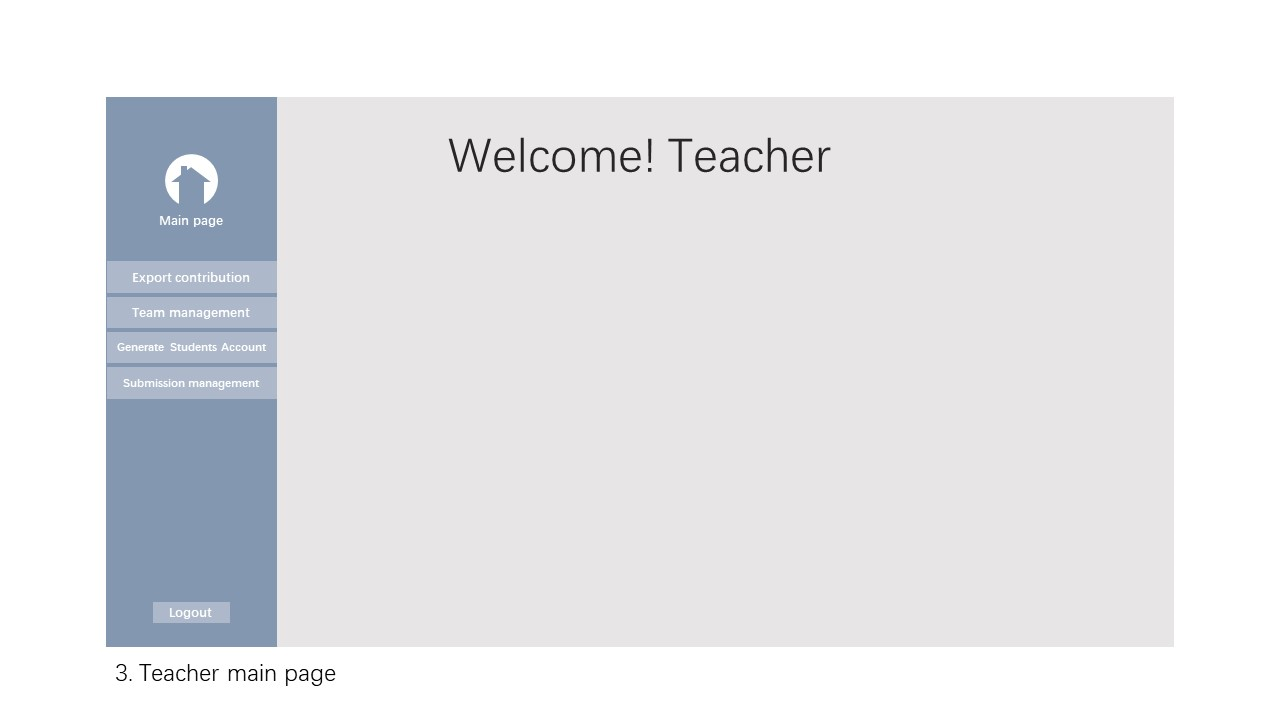 Welcome! Teacher
Main page
Export contribution
Team management
Generate Students Account
Submission management
Logout
3. Teacher main page